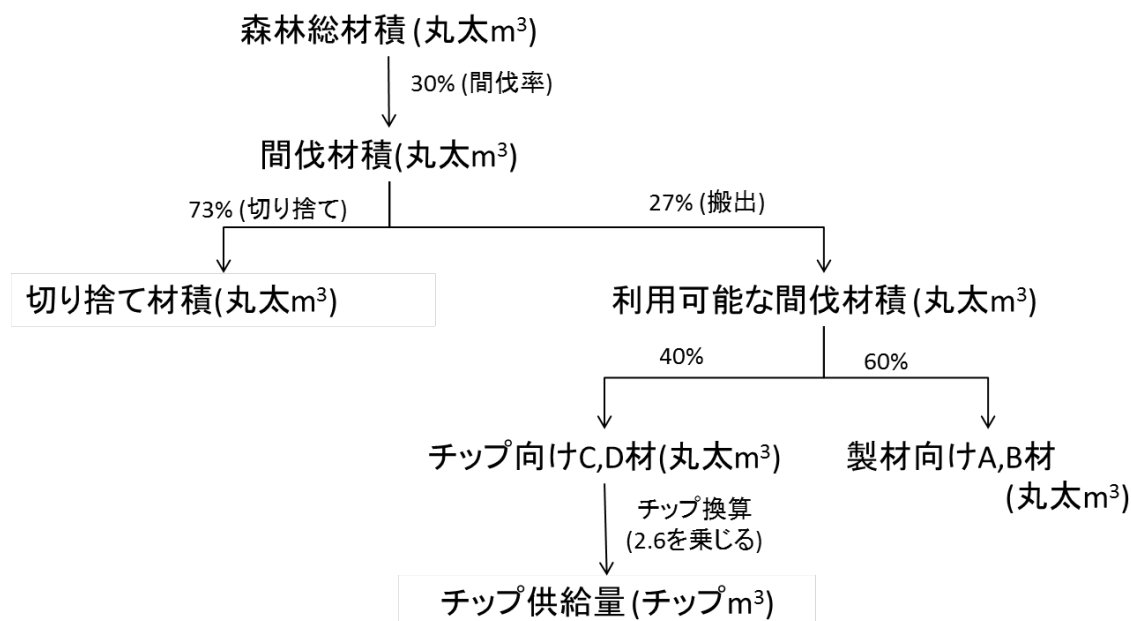 森林総材積 (丸太m³)
30% (間伐率)
間伐材積(丸太m³)
73% (切り捨て)
27% (搬出)
切り捨て材積(丸太m³)
利用可能な間伐材積 (丸太m³)
40%
60%
チップ向けC,D材(丸太m³)
製材向けA,B材
(丸太m³)
チップ換算
(2.6を乗じる)
チップ供給量 (チップm³)